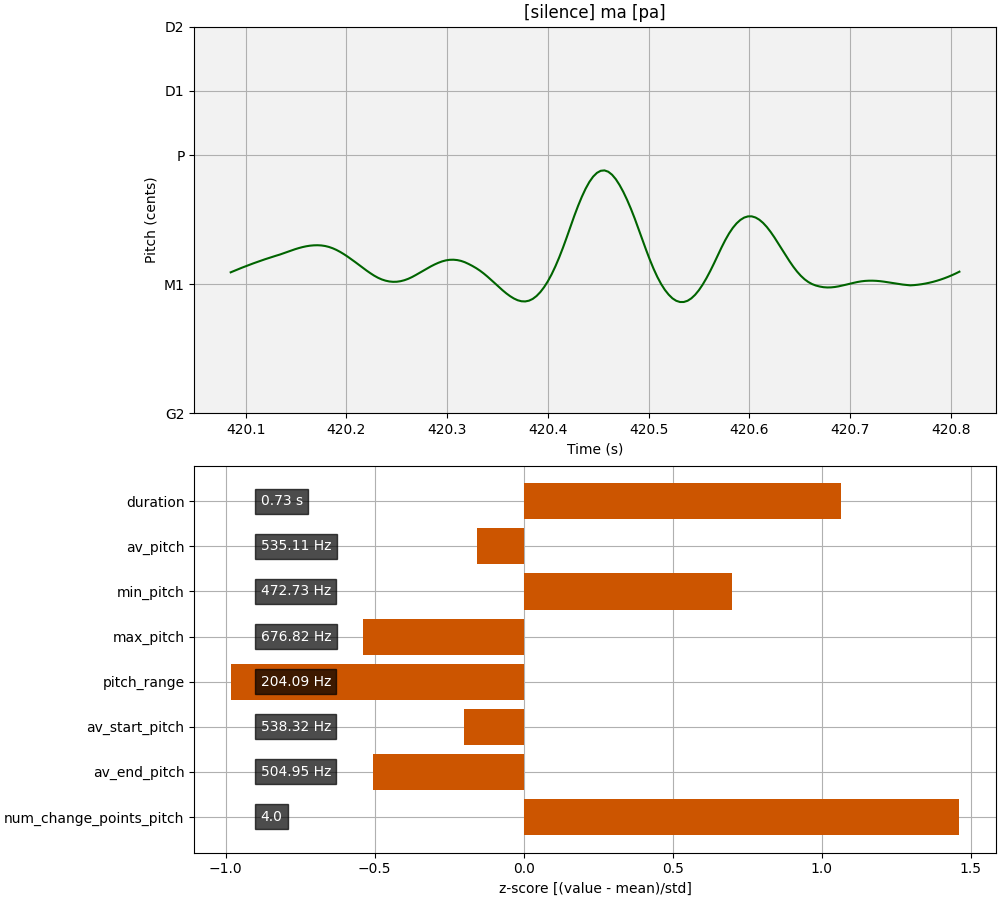 [silence] ma [pa]
D2
D1
P
M1
G2
Pitch (cents)
420.1 420.2 420.3 420.4 420.5 420.6 420.7 420.8
Time (s)
duration 0.73 s
av_pitch 535.11 Hz
min_pitch 472.73 Hz
max_pitch 676.82 Hz
pitch_range 204.09 Hz
av_start_pitch 538.32 Hz
av_end_pitch 504.95 Hz
num_change_points_pitch 4.0
−1.0 −0.5 0.0 0.5 1.0 1.5
z-score [(value - mean)/std]